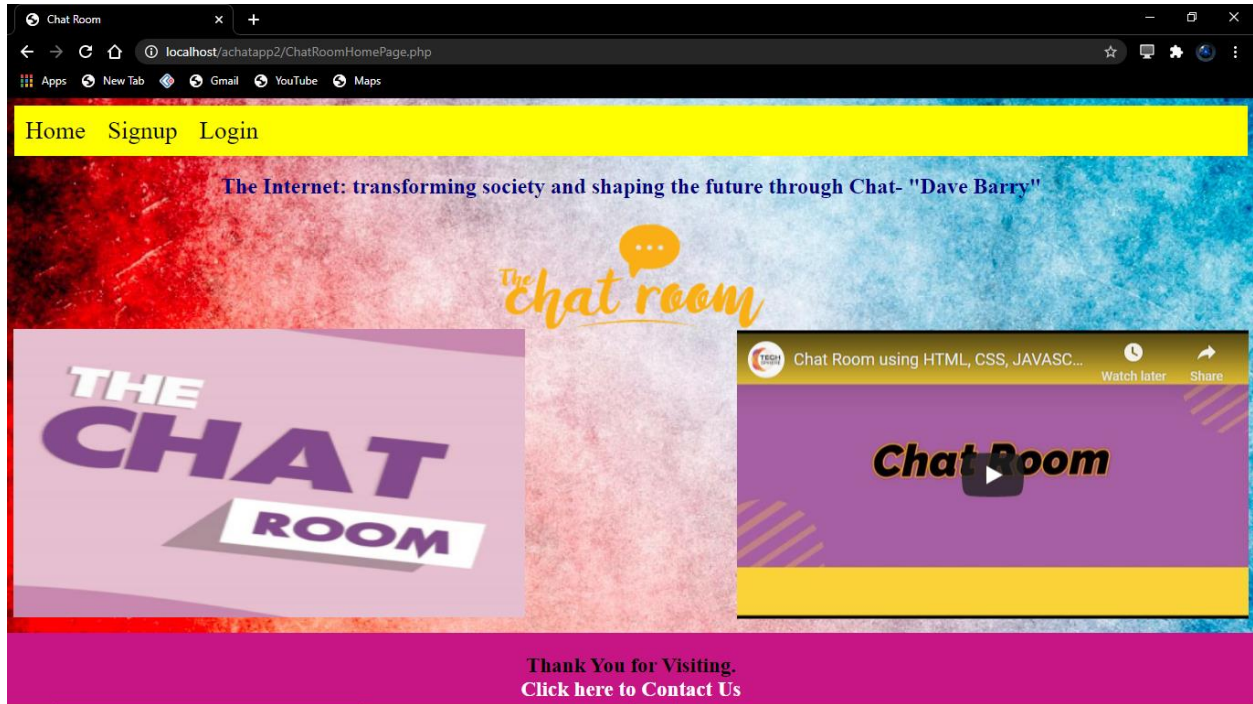 Chat Room
localhost/achatapp2/ChatRoomHomePage.php
Apps New Tab Gmail YouTube Maps
Home Signup Login
The Internet: transforming society and shaping the future through Chat- "Dave Barry"
The
chat room
THE
CHAT
ROOM
TECH
Chat Room using HTML, CSS, JAVASC...
Watch later Share
Chat Room
Thank You for Visiting.
Click here to Contact Us